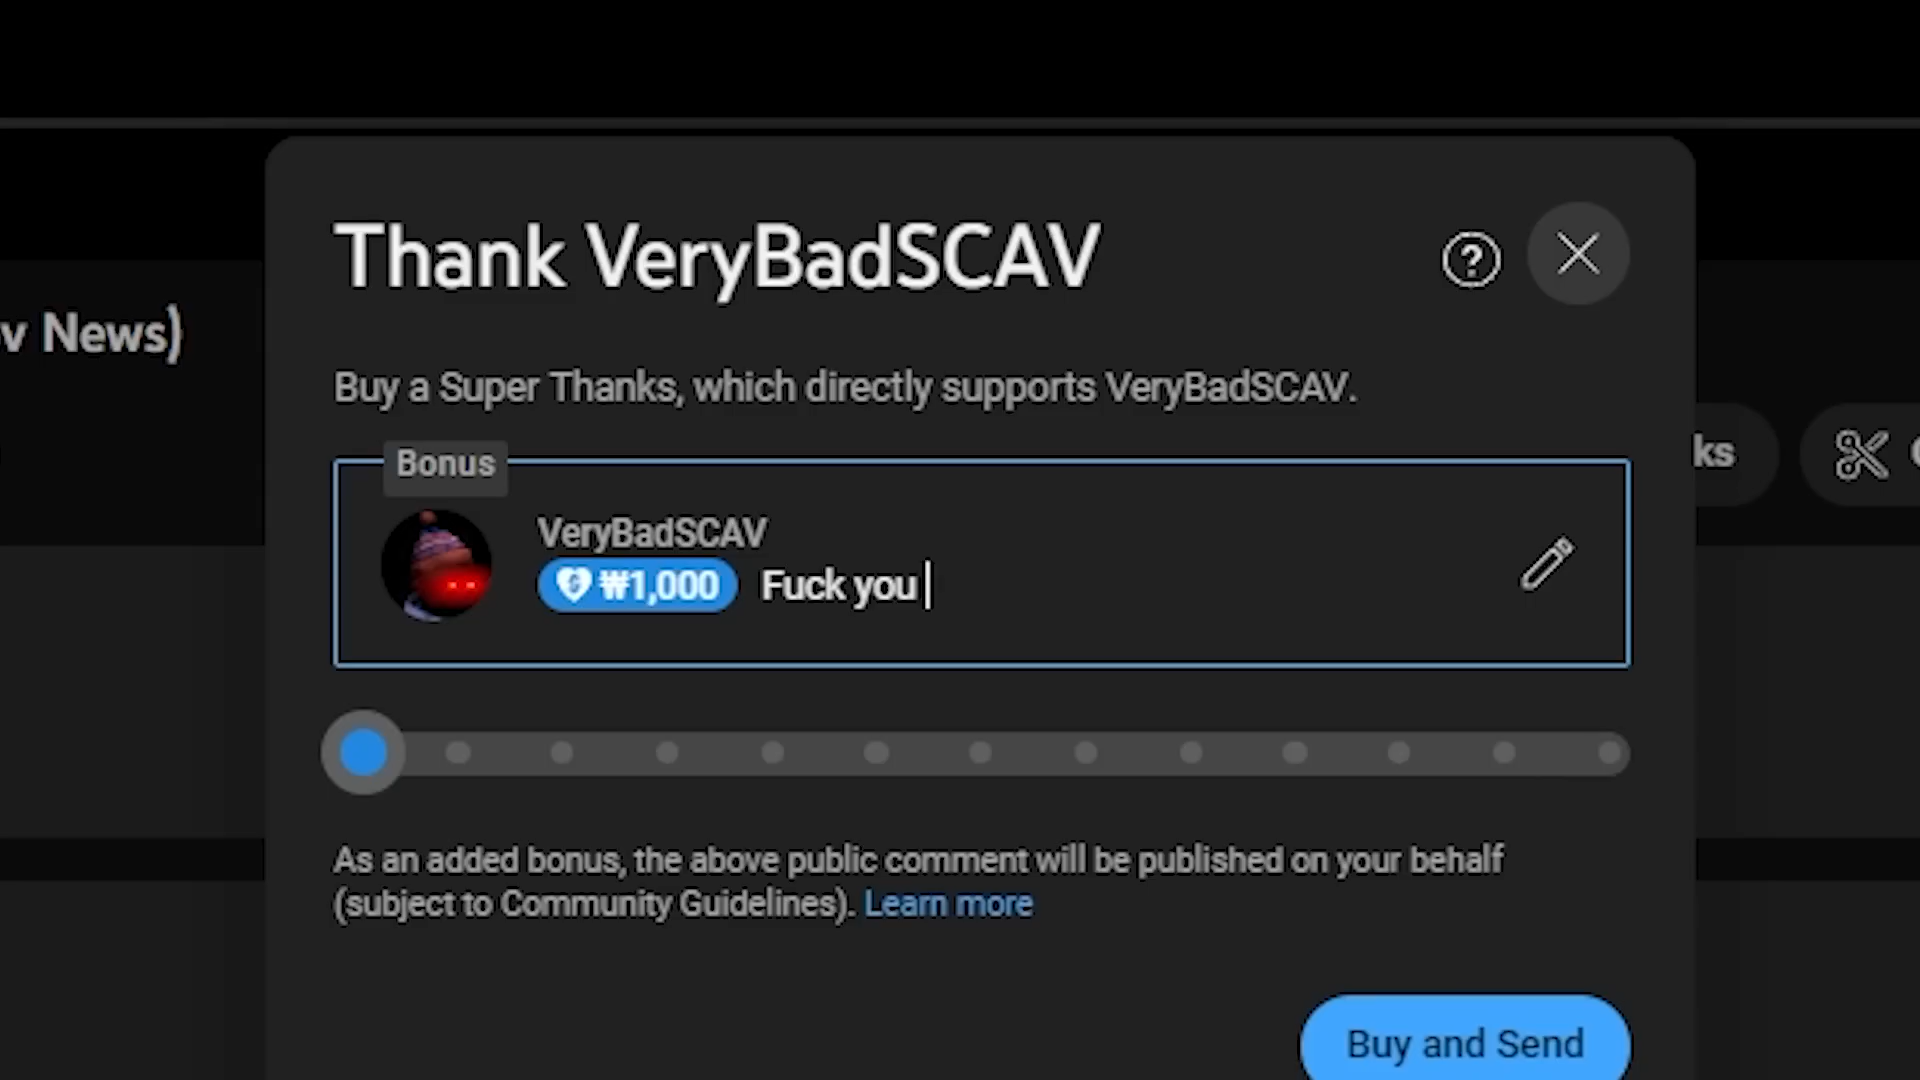 Thank VeryBadSCAV
v News)
Buy a Super Thanks, which directly supports VeryBadSCAV.
Bonus
ks
VeryBadSCAV
₩1,000 Fuck you
As an added bonus, the above public comment will be published on your behalf
(subject to Community Guidelines). Learn more
Buy and Send